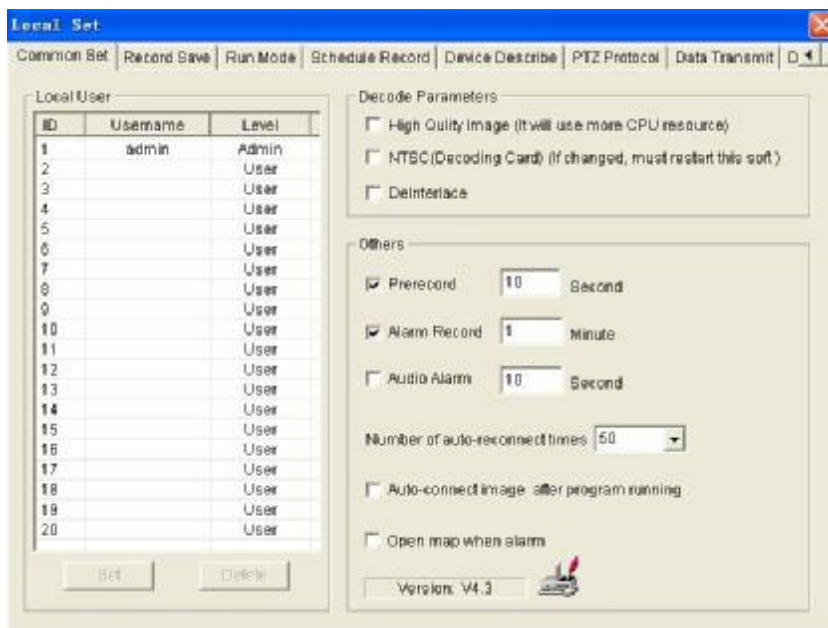 Local Set
Common Set Record Save Run Mode Schedule Record Device Describe PTZ Protocol Data Transmit D
Local User
ID Username Level
1 admin Admin
2 User
3 User
4 User
5 User
6 User
7 User
8 User
9 User
10 User
11 User
12 User
13 User
14 User
15 User
16 User
17 User
18 User
19 User
20 User
Set Delete
Decode Parameters
High Qulity Image (It will use more CPU resource)
NTSC(Decoding Card) (If changed, must restart this soft)
Deinterlace
Others
Prerecord 10 Second
Alarm Record 1 Minute
Audio Alarm 10 Second
Number of auto-reconnect times 50
Auto-connect image after program running
Open map when alarm
Version: V4.3